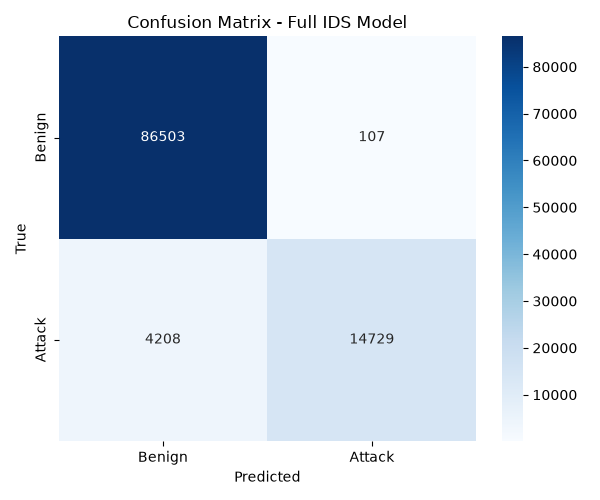 Confusion Matrix - Full IDS Model
True
Benign
86503
107
Attack
4208
14729
Benign
Attack
Predicted
80000
70000
60000
50000
40000
30000
20000
10000